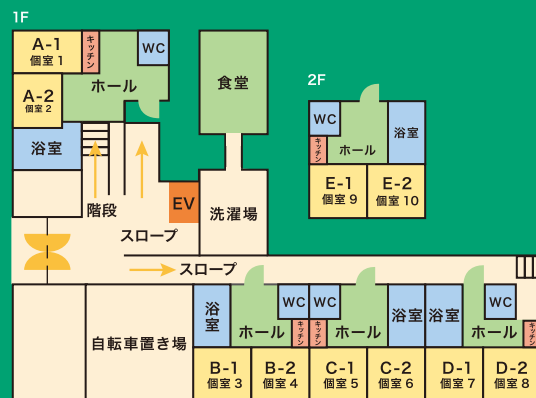 1F
A-1
個室 1
キッチン
WC
ホール
A-2
個室 2
浴室
階段
スロープ
EV
食堂
洗濯場
2F
WC
キッチン
ホール
浴室
E-1
個室 9
E-2
個室 10
スロープ
自転車置き場
浴室
ホール
WC
キッチン
B-1
個室 3
B-2
個室 4
WC
キッチン
ホール
浴室
C-1
個室 5
C-2
個室 6
浴室
ホール
WC
キッチン
D-1
個室 7
D-2
個室 8